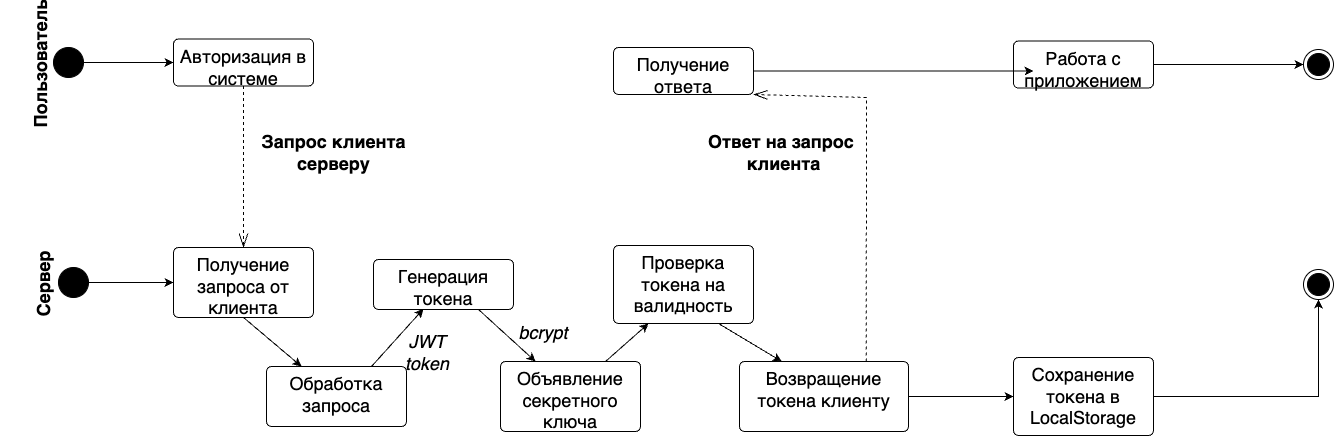 Пользователь
Авторизация в
системе
Получение
ответа
Работа с
приложением
Запрос клиента
серверу
Ответ на запрос
клиента
Сервер
Получение
запроса от
клиента
Генерация
токена
Проверка
токена на
валидность
JWT
token
bcrypt
Обработка
запроса
Объявление
секретного
ключа
Возвращение
токена клиенту
Сохранение
токена в
LocalStorage